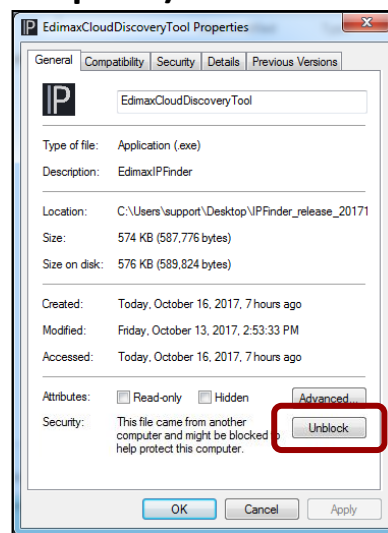 EdimaxCloudDiscoveryTool Properties
General Compatibility Security Details Previous Versions
IP
EdimaxCloudDiscoveryTool
Type of file: Application (.exe)
Description: EdimaxIPFinder
Location: C:\Users\support\Desktop\IPFinder_release_20171
Size: 574 KB (587,776 bytes)
Size on disk: 576 KB (589,824 bytes)
Created: Today, October 16, 2017, 7 hours ago
Modified: Friday, October 13, 2017, 2:53:33 PM
Accessed: Today, October 16, 2017, 7 hours ago
Attributes: Read-only Hidden Advanced...
Security: This file came from another
computer and might be blocked to
help protect this computer.
Unblock
OK Cancel Apply